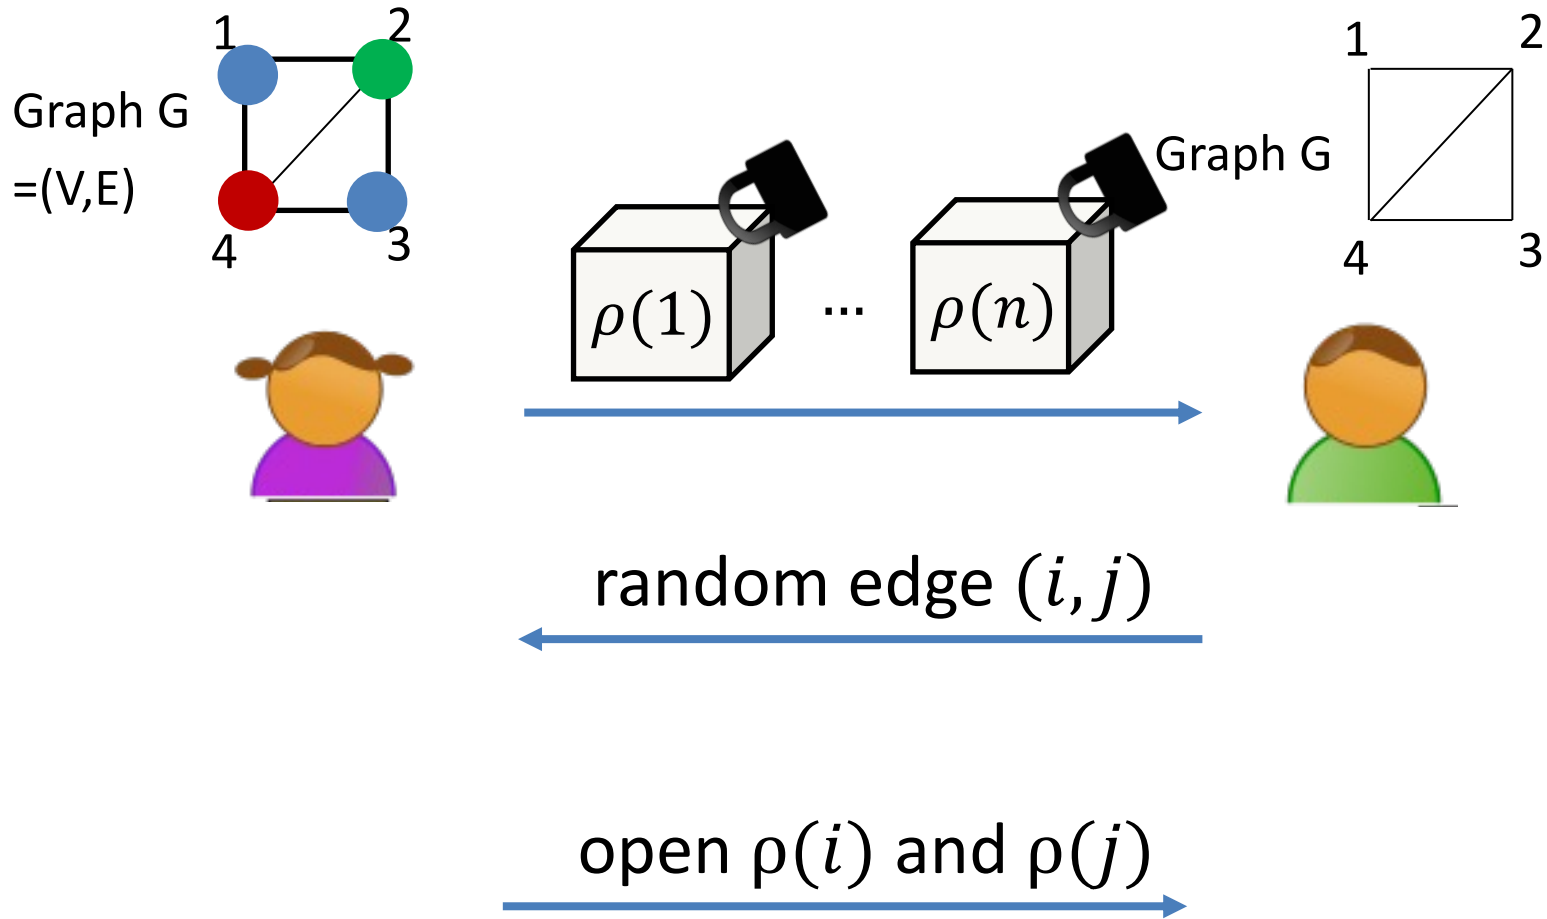 1
2
Graph G
=(V,E)
4
3
ρ(1)
...
ρ(n)
1
2
Graph G
4
3
random edge (i, j)
open ρ(i) and ρ(j)